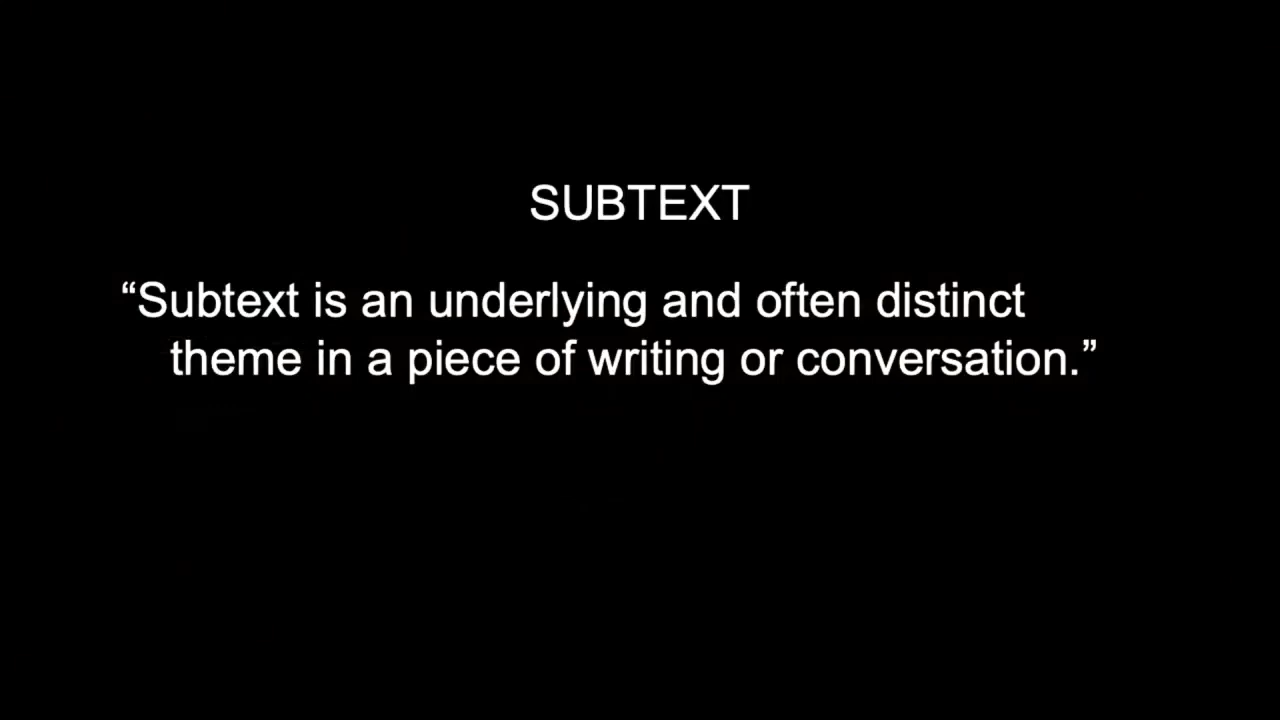 SUBTEXT
“Subtext is an underlying and often distinct
theme in a piece of writing or conversation.”